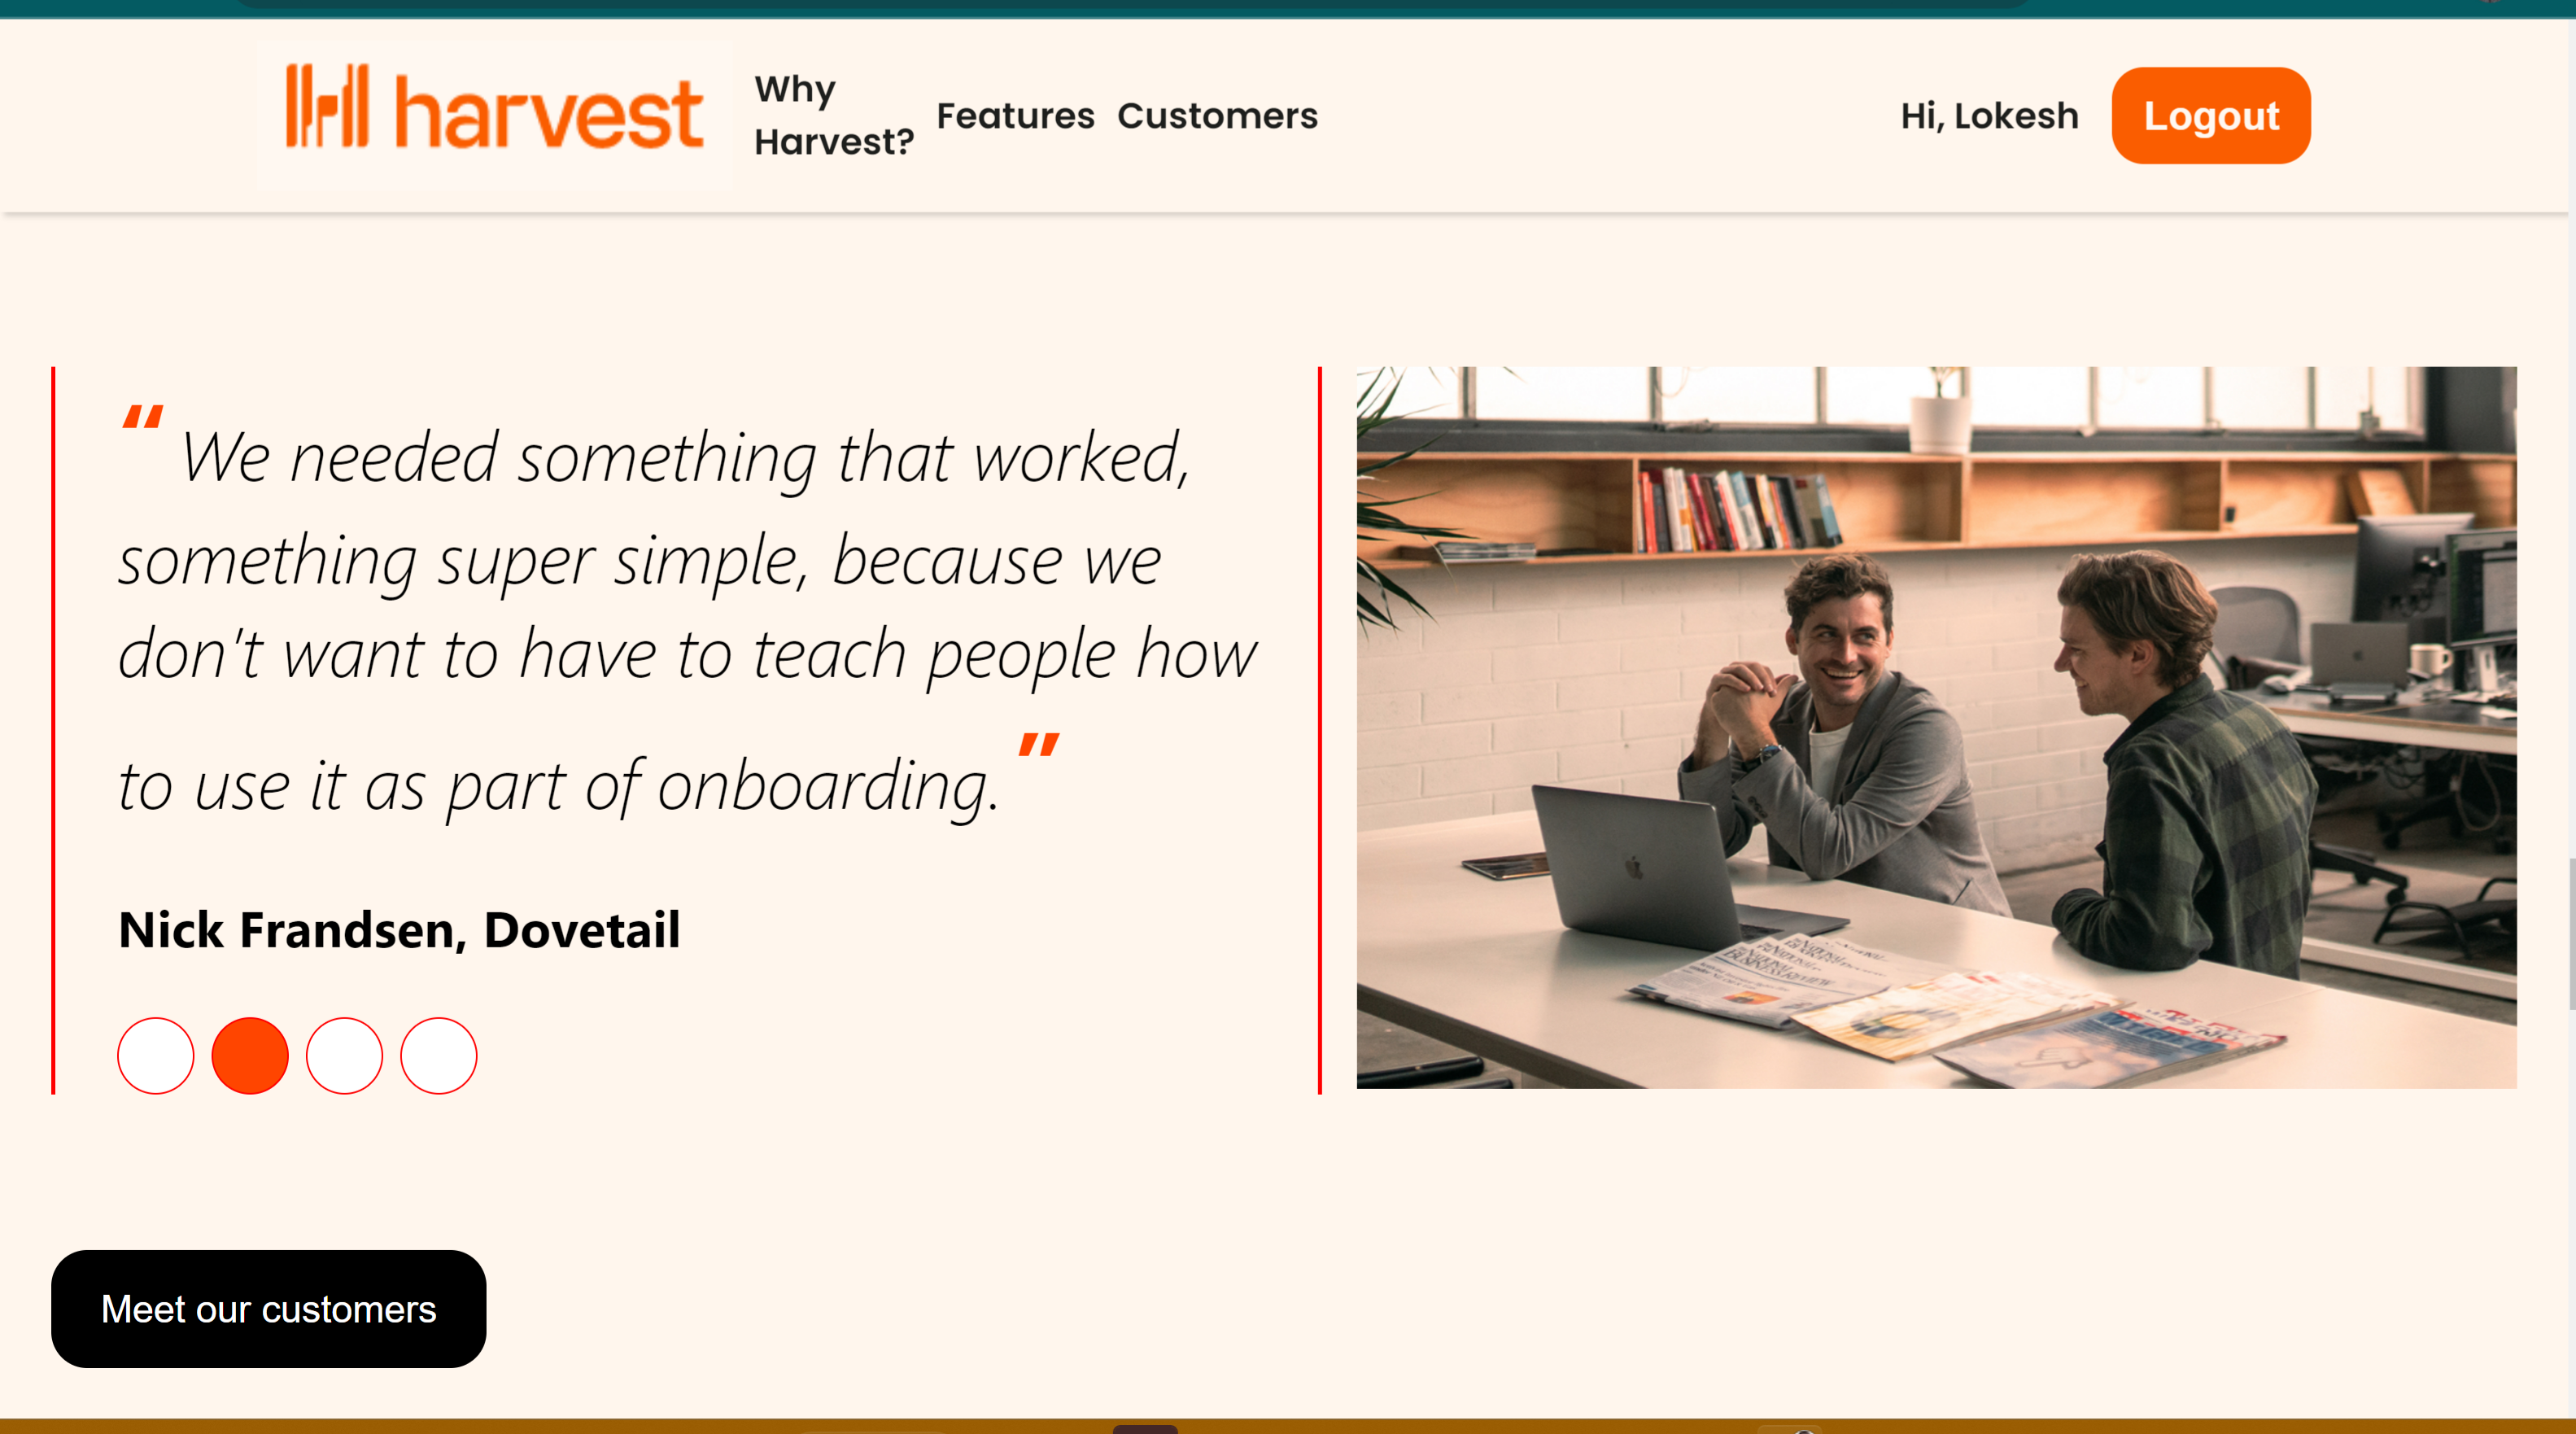 harvest
Why
Harvest?
Features
Customers
Hi, Lokesh
Logout
“ We needed something that worked,
something super simple, because we
don't want to have to teach people how
to use it as part of onboarding. ”
Nick Frandsen, Dovetail
Meet our customers